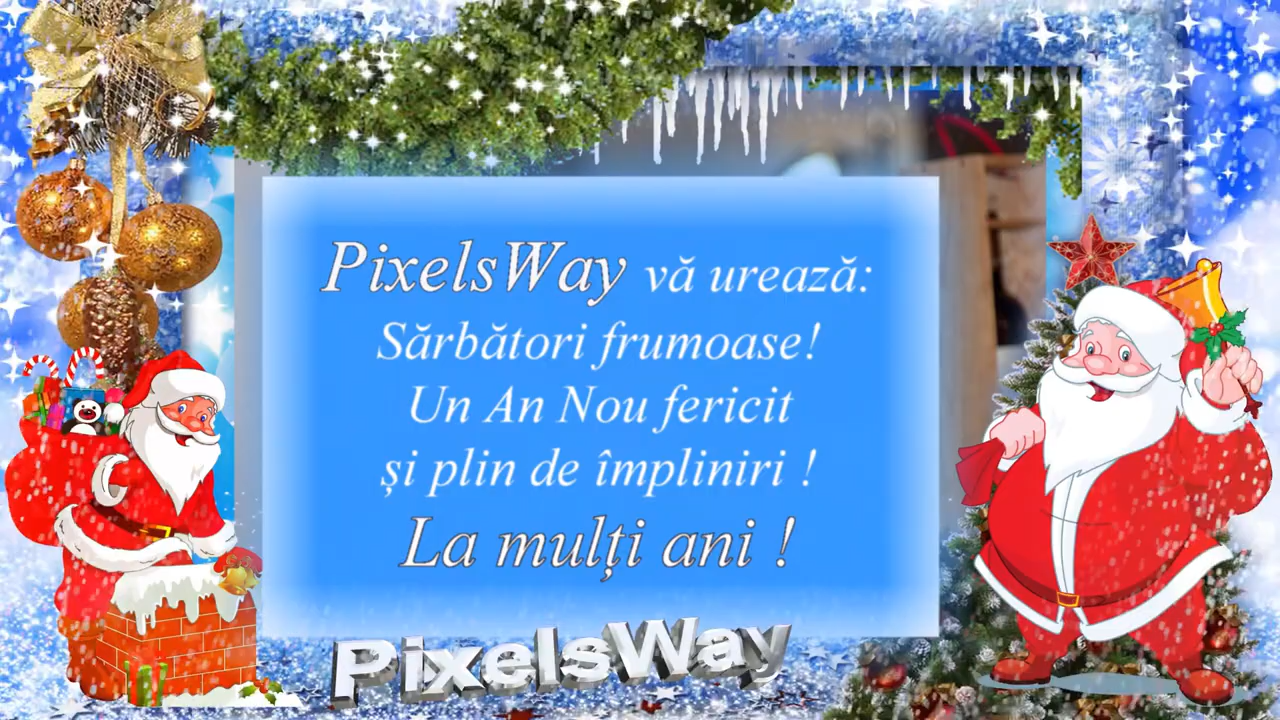 PixelsWay vă urează:
Sărbători frumoase!
Un An Nou fericit
și plin de împliniri !
La mulți ani !
PixelsWay